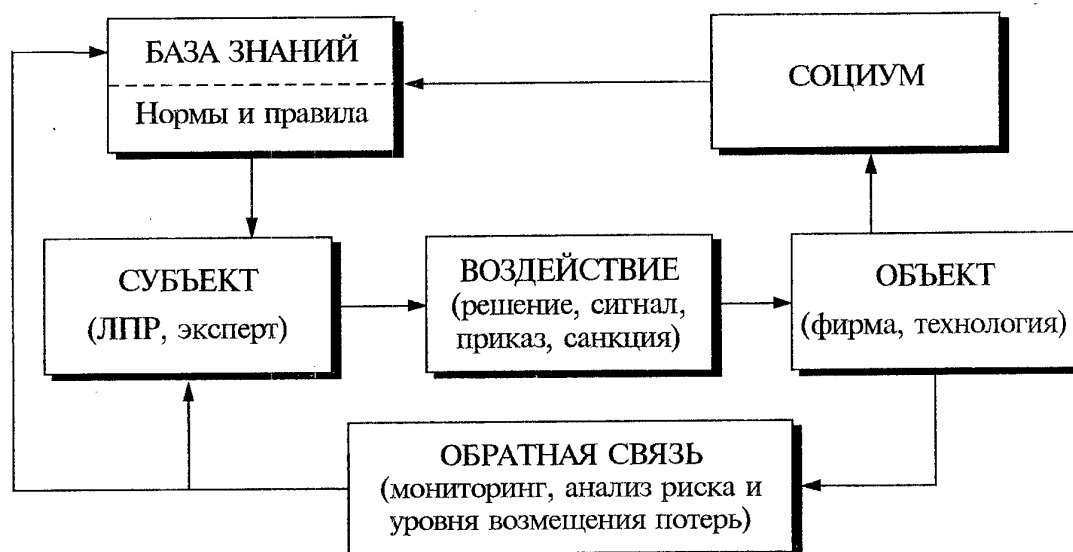 БАЗА ЗНАНИЙ
Нормы и правила
СОЦИУМ
СУБЪЕКТ
(ЛПР, эксперт)
ВОЗДЕЙСТВИЕ
(решение, сигнал,
приказ, санкция)
ОБЪЕКТ
(фирма, технология)
ОБРАТНАЯ СВЯЗЬ
(мониторинг, анализ риска и
уровня возмещения потерь)